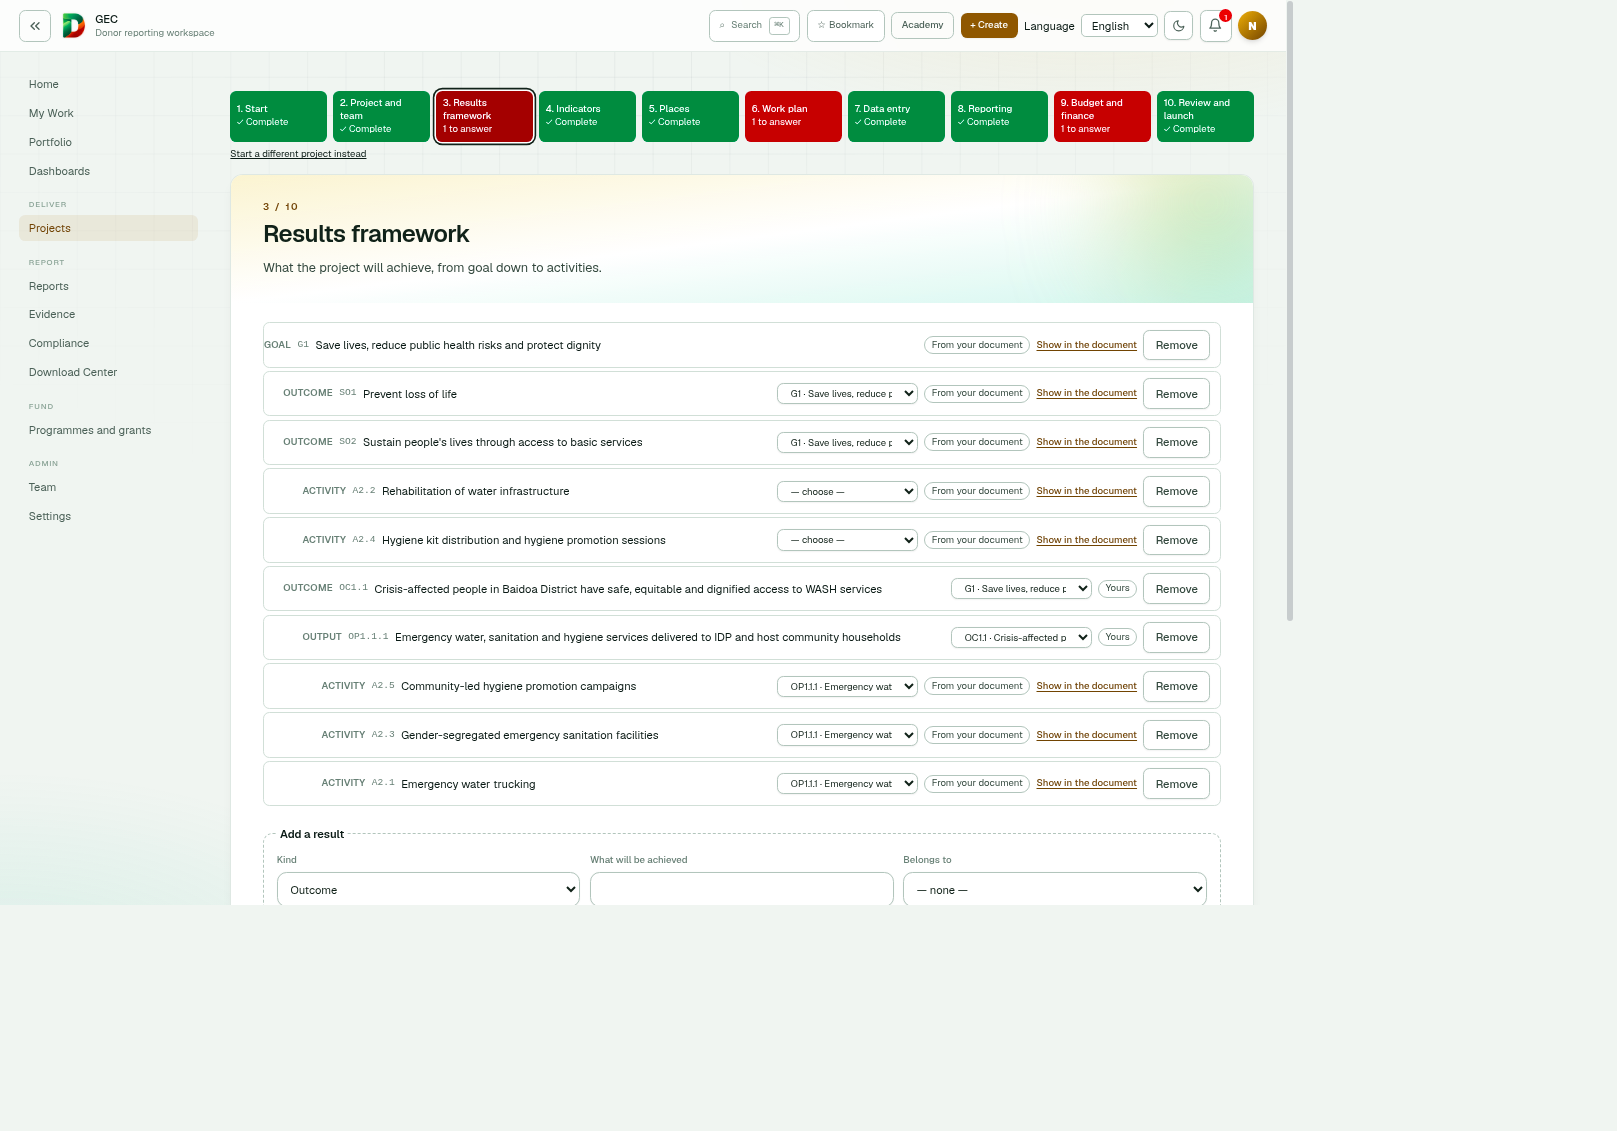 GEC
Donor reporting workspace
Search ⌘K
☆ Bookmark
Academy
+ Create
Language
English
1
N
Home
My Work
Portfolio
Dashboards
DELIVER
Projects
REPORT
Reports
Evidence
Compliance
Download Center
FUND
Programmes and grants
ADMIN
Team
Settings
1. Start
✓ Complete
2. Project and team
✓ Complete
3. Results framework
1 to answer
4. Indicators
✓ Complete
5. Places
✓ Complete
6. Work plan
1 to answer
7. Data entry
✓ Complete
8. Reporting
✓ Complete
9. Budget and finance
1 to answer
10. Review and launch
✓ Complete
Start a different project instead
3 / 10
Results framework
What the project will achieve, from goal down to activities.
GOAL G1 Save lives, reduce public health risks and protect dignity From your document Show in the document Remove
OUTCOME SO1 Prevent loss of life G1 · Save lives, reduce p From your document Show in the document Remove
OUTCOME SO2 Sustain people's lives through access to basic services G1 · Save lives, reduce p From your document Show in the document Remove
ACTIVITY A2.2 Rehabilitation of water infrastructure — choose — From your document Show in the document Remove
ACTIVITY A2.4 Hygiene kit distribution and hygiene promotion sessions — choose — From your document Show in the document Remove
OUTCOME OC1.1 Crisis-affected people in Baidoa District have safe, equitable and dignified access to WASH services G1 · Save lives, reduce p Yours Remove
OUTPUT OP1.1.1 Emergency water, sanitation and hygiene services delivered to IDP and host community households OC1.1 · Crisis-affected p Yours Remove
ACTIVITY A2.5 Community-led hygiene promotion campaigns OP1.1.1 · Emergency wat From your document Show in the document Remove
ACTIVITY A2.3 Gender-segregated emergency sanitation facilities OP1.1.1 · Emergency wat From your document Show in the document Remove
ACTIVITY A2.1 Emergency water trucking OP1.1.1 · Emergency wat From your document Show in the document Remove
Add a result
Kind What will be achieved Belongs to
Outcome — none —